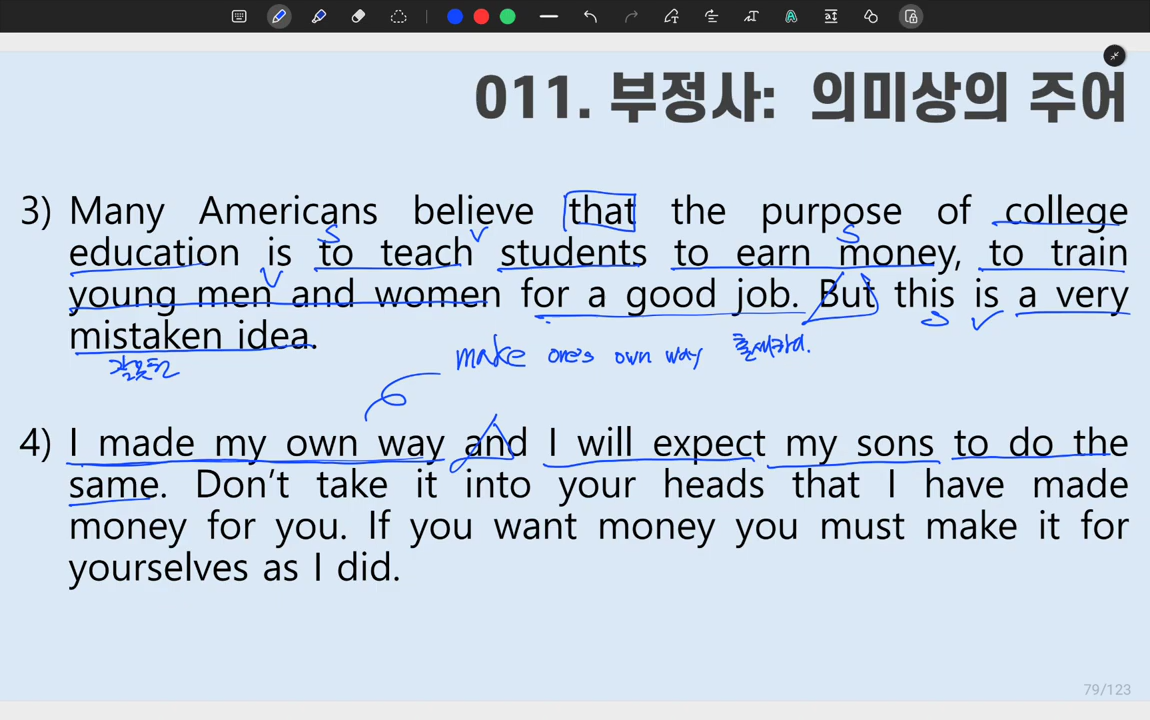 011. 부정사: 의미상의 주어
3) Many Americans believe that the purpose of college
S V S
education is to teach students to earn money, to train
V
young men and women for a good job. But this is a very
S V
mistaken idea.
잘못된
make one's own way 출세하다.
4) I made my own way and I will expect my sons to do the
same. Don't take it into your heads that I have made
money for you. If you want money you must make it for
yourselves as I did.
79/123